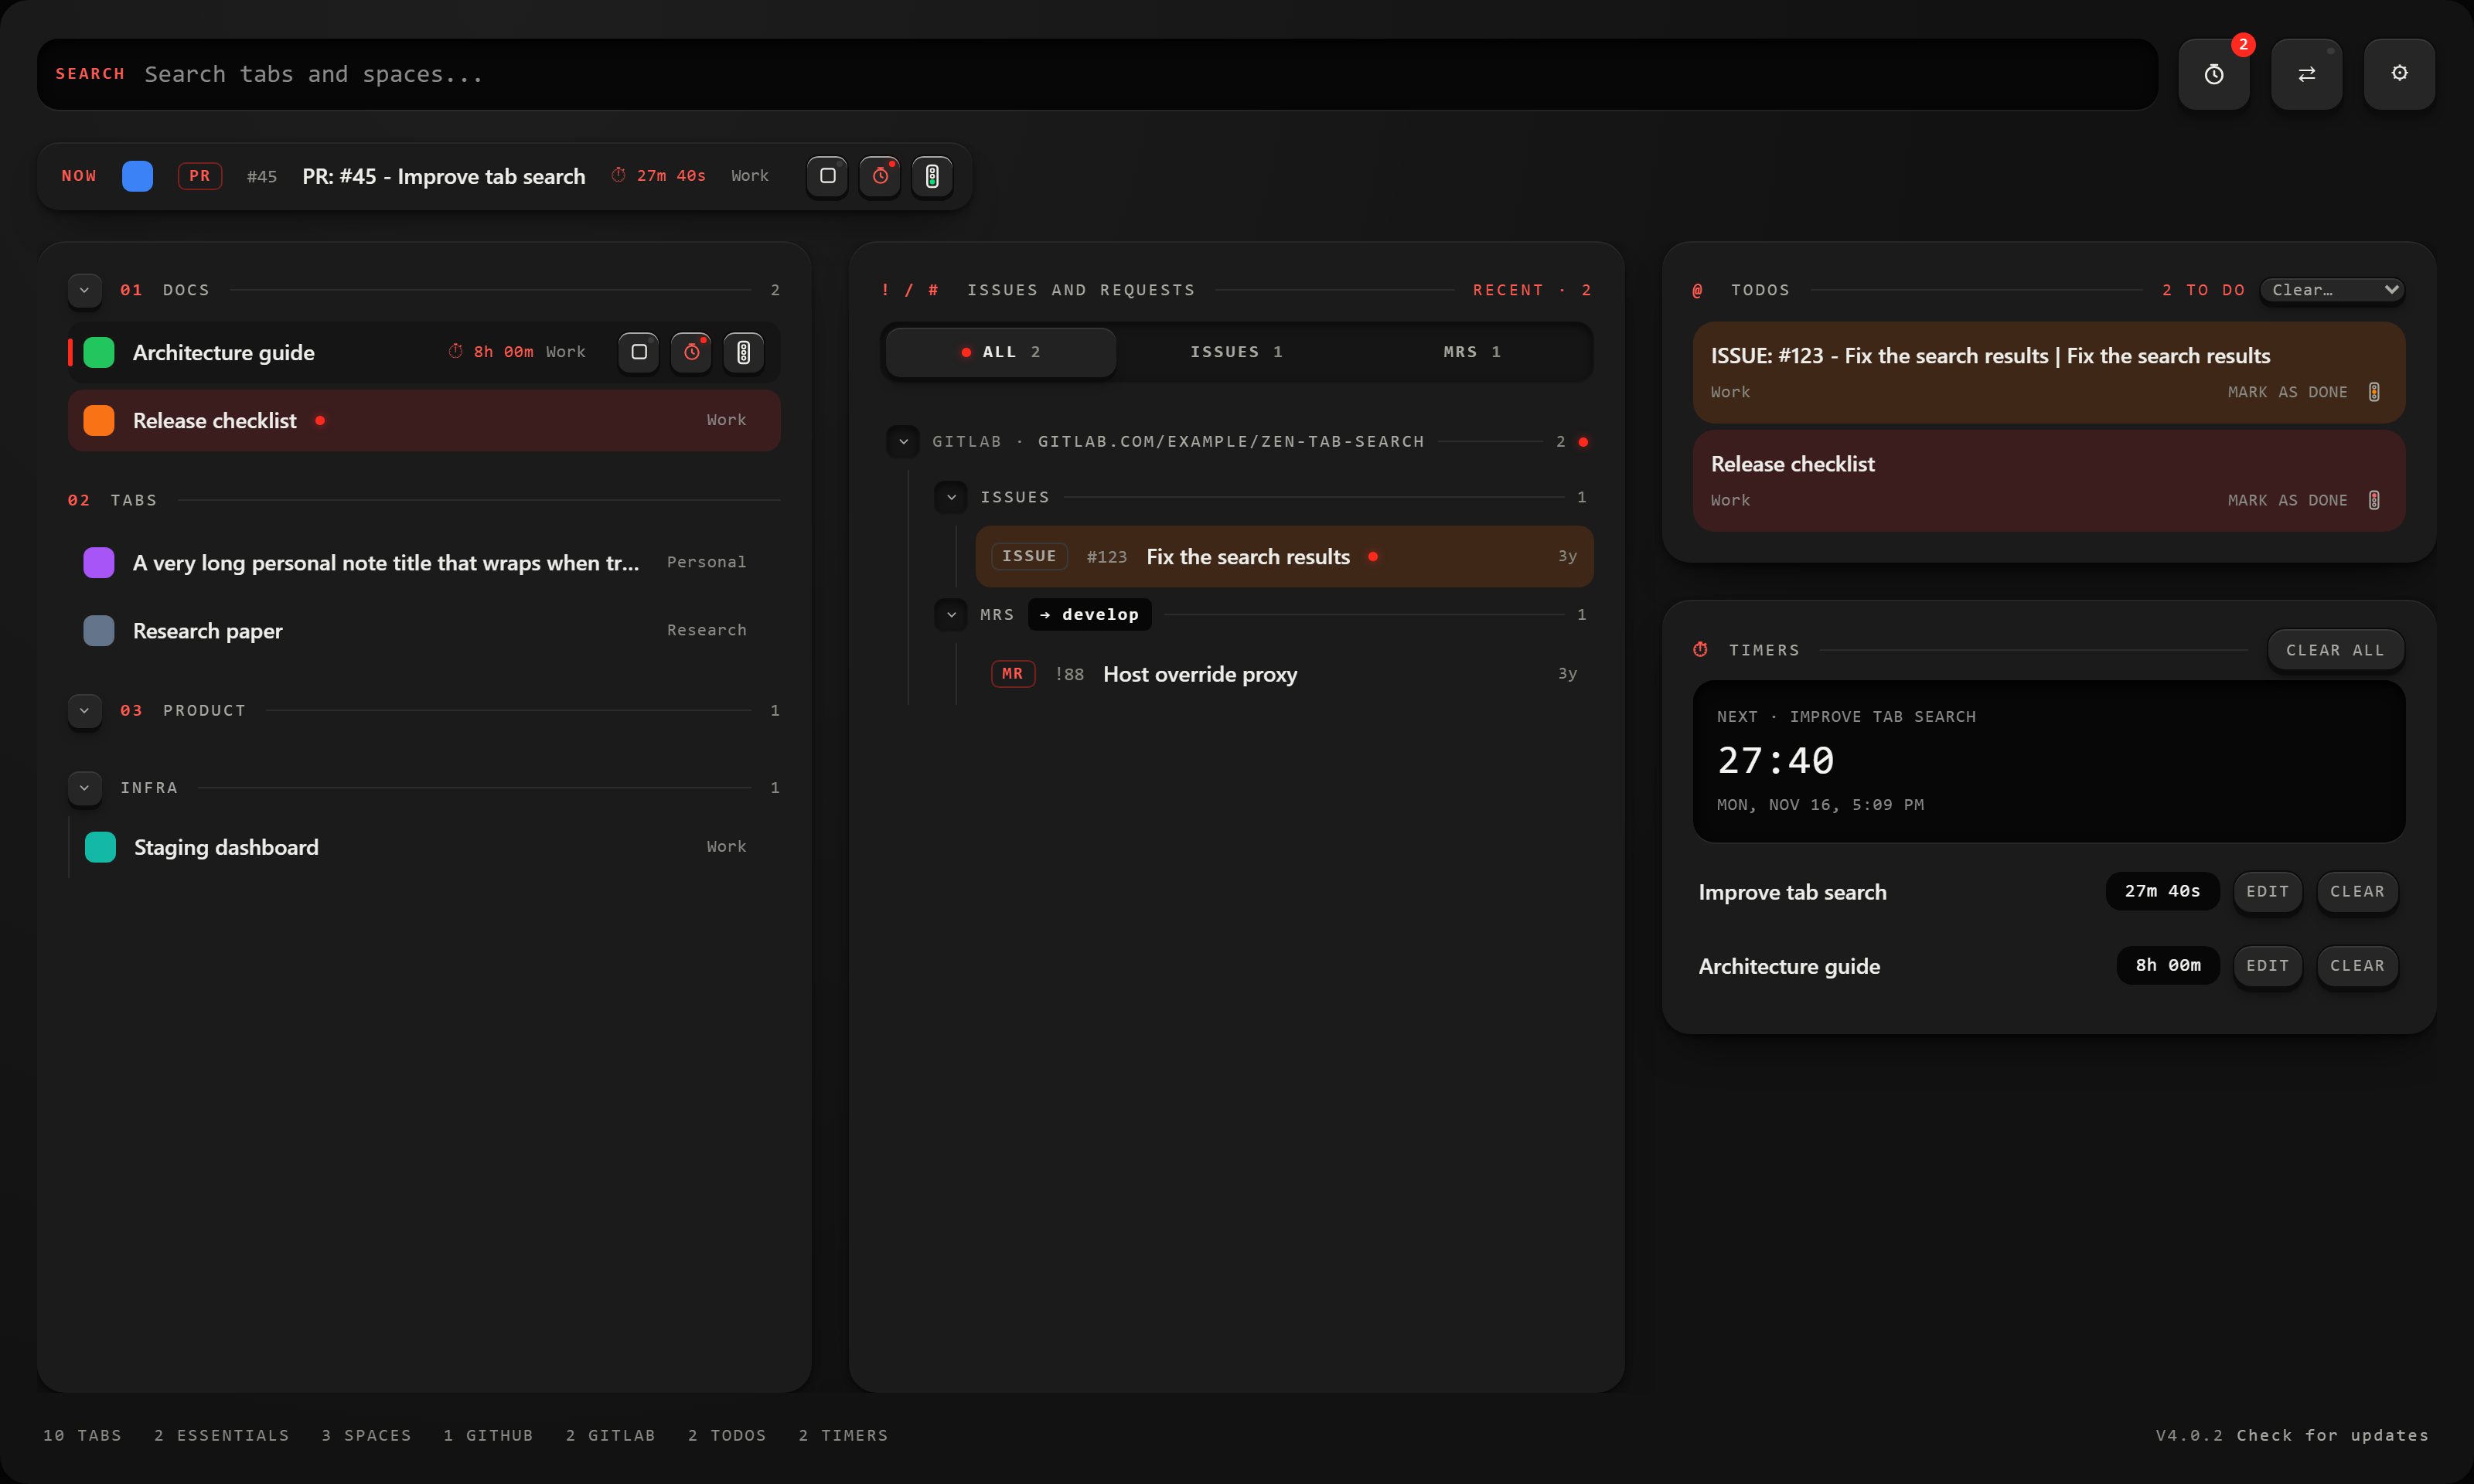 SEARCH Search tabs and spaces...
2
NOW PR #45 PR: #45 - Improve tab search 27m 40s Work
01 DOCS 2
Architecture guide 8h 00m Work
Release checklist Work
02 TABS
A very long personal note title that wraps when tr... Personal
Research paper Research
03 PRODUCT 1
INFRA 1
Staging dashboard Work
! / # ISSUES AND REQUESTS RECENT · 2
ALL 2 ISSUES 1 MRS 1
GITLAB · GITLAB.COM/EXAMPLE/ZEN-TAB-SEARCH 2
ISSUES 1
ISSUE #123 Fix the search results 3y
MRS → develop 1
MR !88 Host override proxy 3y
@ TODOS 2 TO DO Clear…
ISSUE: #123 - Fix the search results | Fix the search results
Work MARK AS DONE
Release checklist
Work MARK AS DONE
TIMERS CLEAR ALL
NEXT · IMPROVE TAB SEARCH
27:40
MON, NOV 16, 5:09 PM
Improve tab search 27m 40s EDIT CLEAR
Architecture guide 8h 00m EDIT CLEAR
10 TABS 2 ESSENTIALS 3 SPACES 1 GITHUB 2 GITLAB 2 TODOS 2 TIMERS V4.0.2 Check for updates